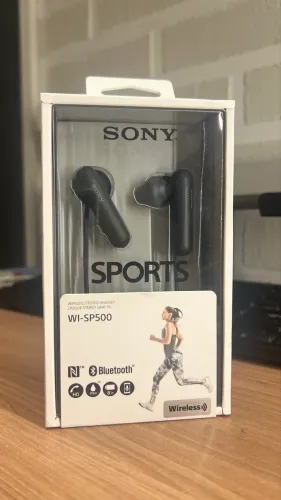 SONY
SPORTS
WI-SP500
N Bluetooth®
Wireless